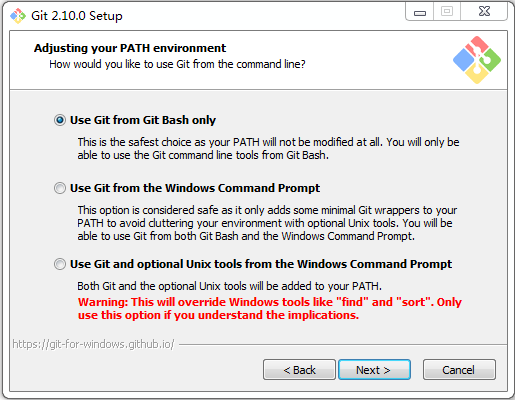 Git 2.10.0 Setup
Adjusting your PATH environment
How would you like to use Git from the command line?
Use Git from Git Bash only
This is the safest choice as your PATH will not be modified at all. You will only be
able to use the Git command line tools from Git Bash.
Use Git from the Windows Command Prompt
This option is considered safe as it only adds some minimal Git wrappers to your
PATH to avoid cluttering your environment with optional Unix tools. You will be
able to use Git from both Git Bash and the Windows Command Prompt.
Use Git and optional Unix tools from the Windows Command Prompt
Both Git and the optional Unix tools will be added to your PATH.
Warning: This will override Windows tools like "find" and "sort". Only
use this option if you understand the implications.
https://git-for-windows.github.io/
< Back Next > Cancel